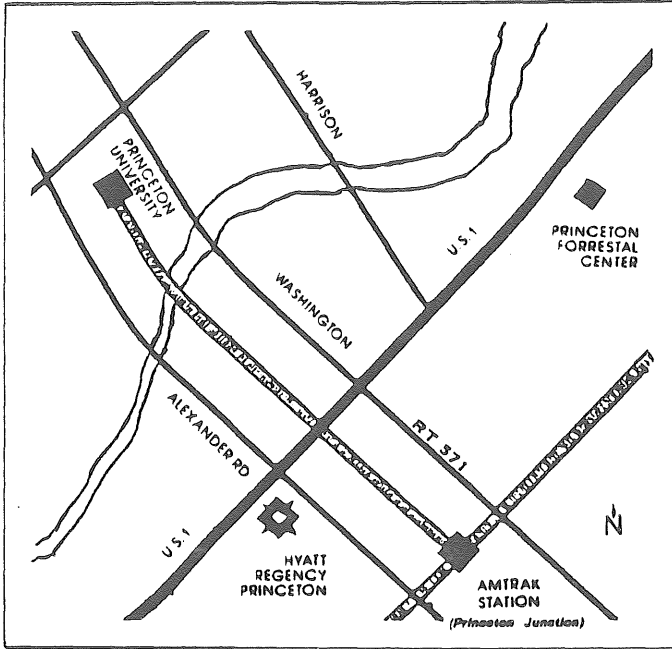 HARRISON
PRINCETON
UNIVERSITY
U.S.1
PRINCETON
FORRESTAL
CENTER
WASHINGTON
ALEXANDER RD
RT 571
U.S.1
HYATT
REGENCY
PRINCETON
N
AMTRAK
STATION
(Princeton Junction)